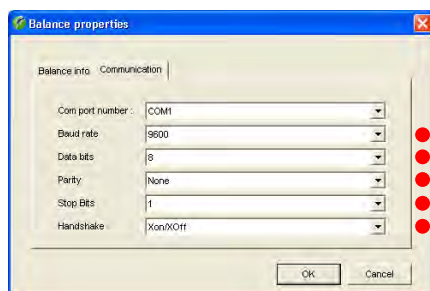 Balance properties
Balance info Communication
Com port number : COM1
Baud rate 9600
Data bits 8
Parity None
Stop Bits 1
Handshake Xon/XOff
OK Cancel